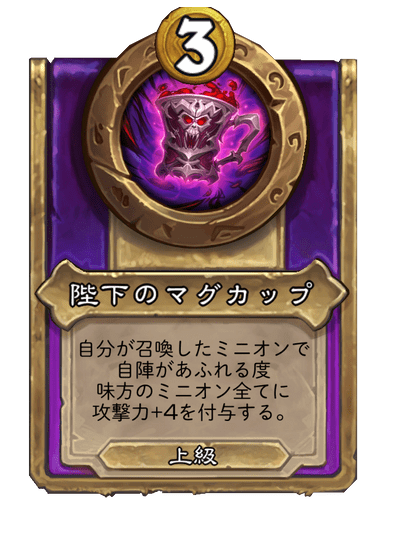 3
陛下のマグカップ
自分が召喚したミニオンで
自陣があふれる度
味方のミニオン全てに
攻撃力+4を付与する。
上級